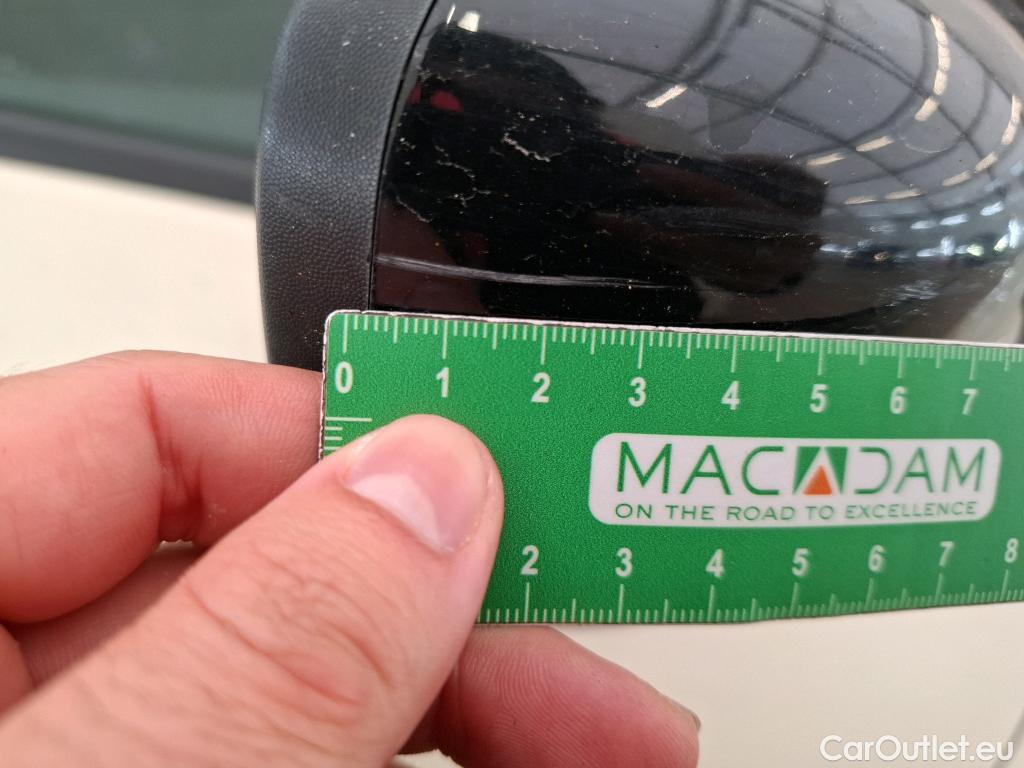 0 1 2 3 4 5 6 7
MACADAM
ON THE ROAD TO EXCELLENCE
2 3 4 5 6 7 8
CarOutlet.eu